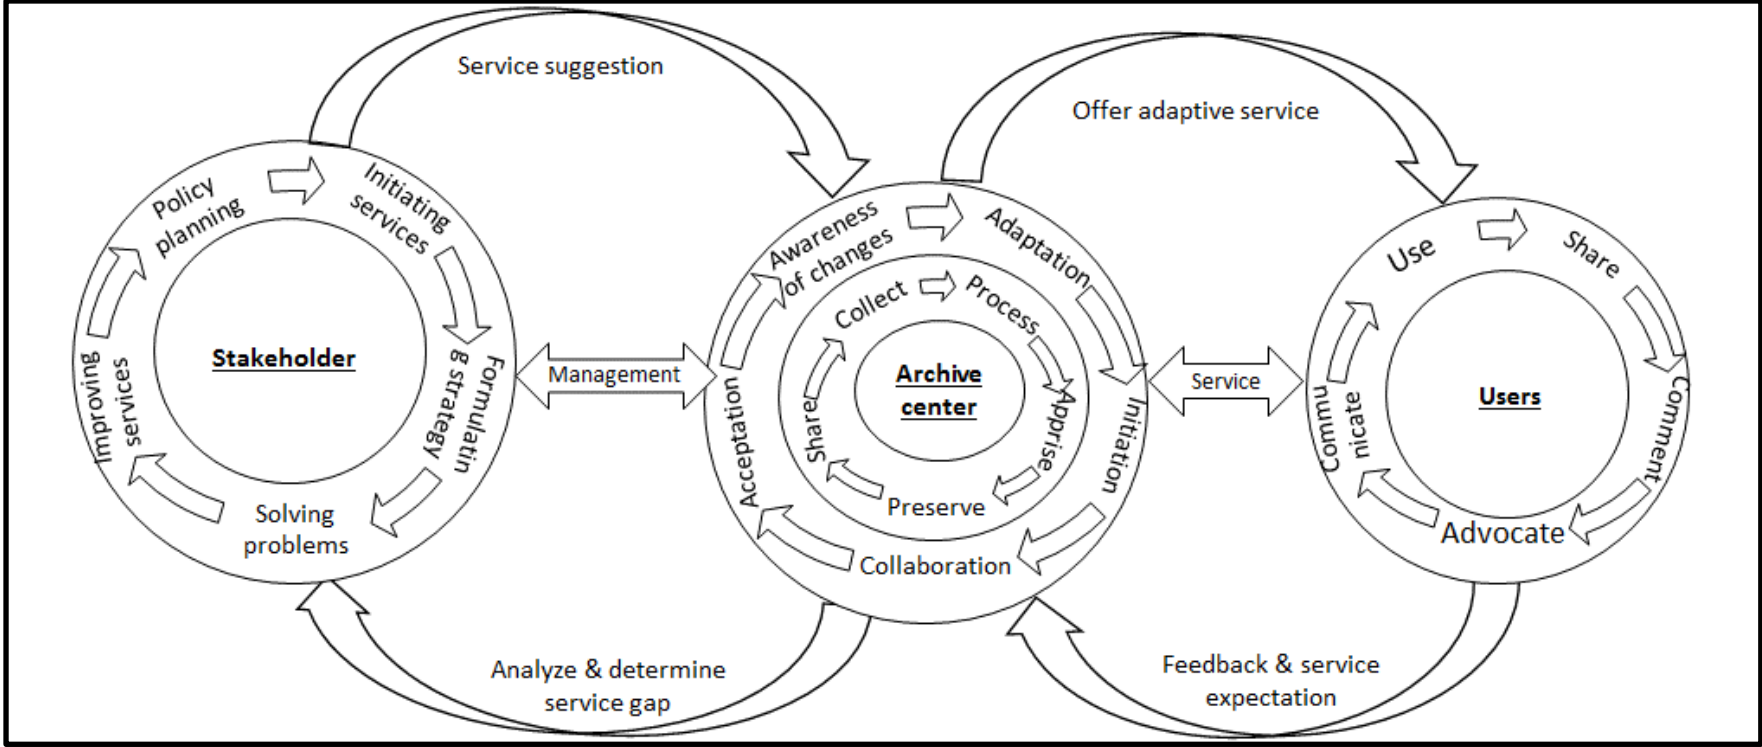 Service suggestion
Offer adaptive service
Policy
planning
Initiating
services
Formulatin
g strategy
Solving
problems
Improving
services
Stakeholder
Management
Awareness
of changes
Adaptation
Initiation
Collaboration
Acceptation
Collect
Process
Apprise
Preserve
Share
Archive
center
Service
Use
Share
Comment
Advocate
Commu
nicate
Users
Analyze & determine
service gap
Feedback & service
expectation